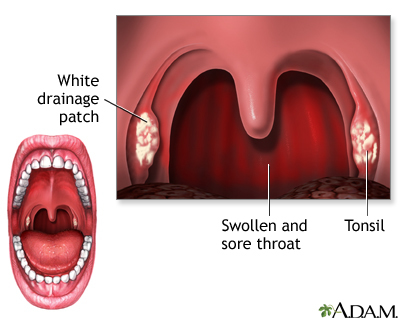 White
drainage
patch
Swollen and
sore throat
Tonsil
A.D.A.M.